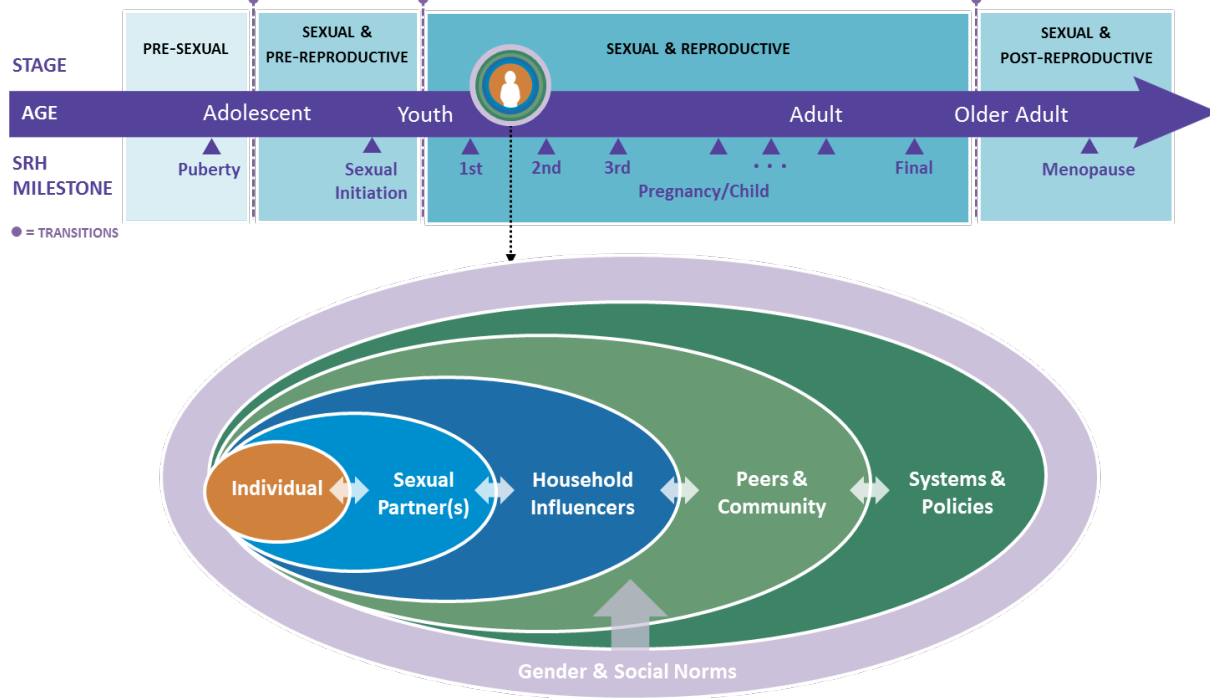 PRE-SEXUAL
SEXUAL &
PRE-REPRODUCTIVE
SEXUAL & REPRODUCTIVE
SEXUAL &
POST-REPRODUCTIVE
STAGE
AGE
Adolescent
Youth
Adult
Older Adult
SRH
MILESTONE
Puberty
Sexual
Initiation
1st
2nd
3rd
. . .
Final
Pregnancy/Child
Menopause
= TRANSITIONS
Individual
Sexual
Partner(s)
Household
Influencers
Peers &
Community
Systems &
Policies
Gender & Social Norms